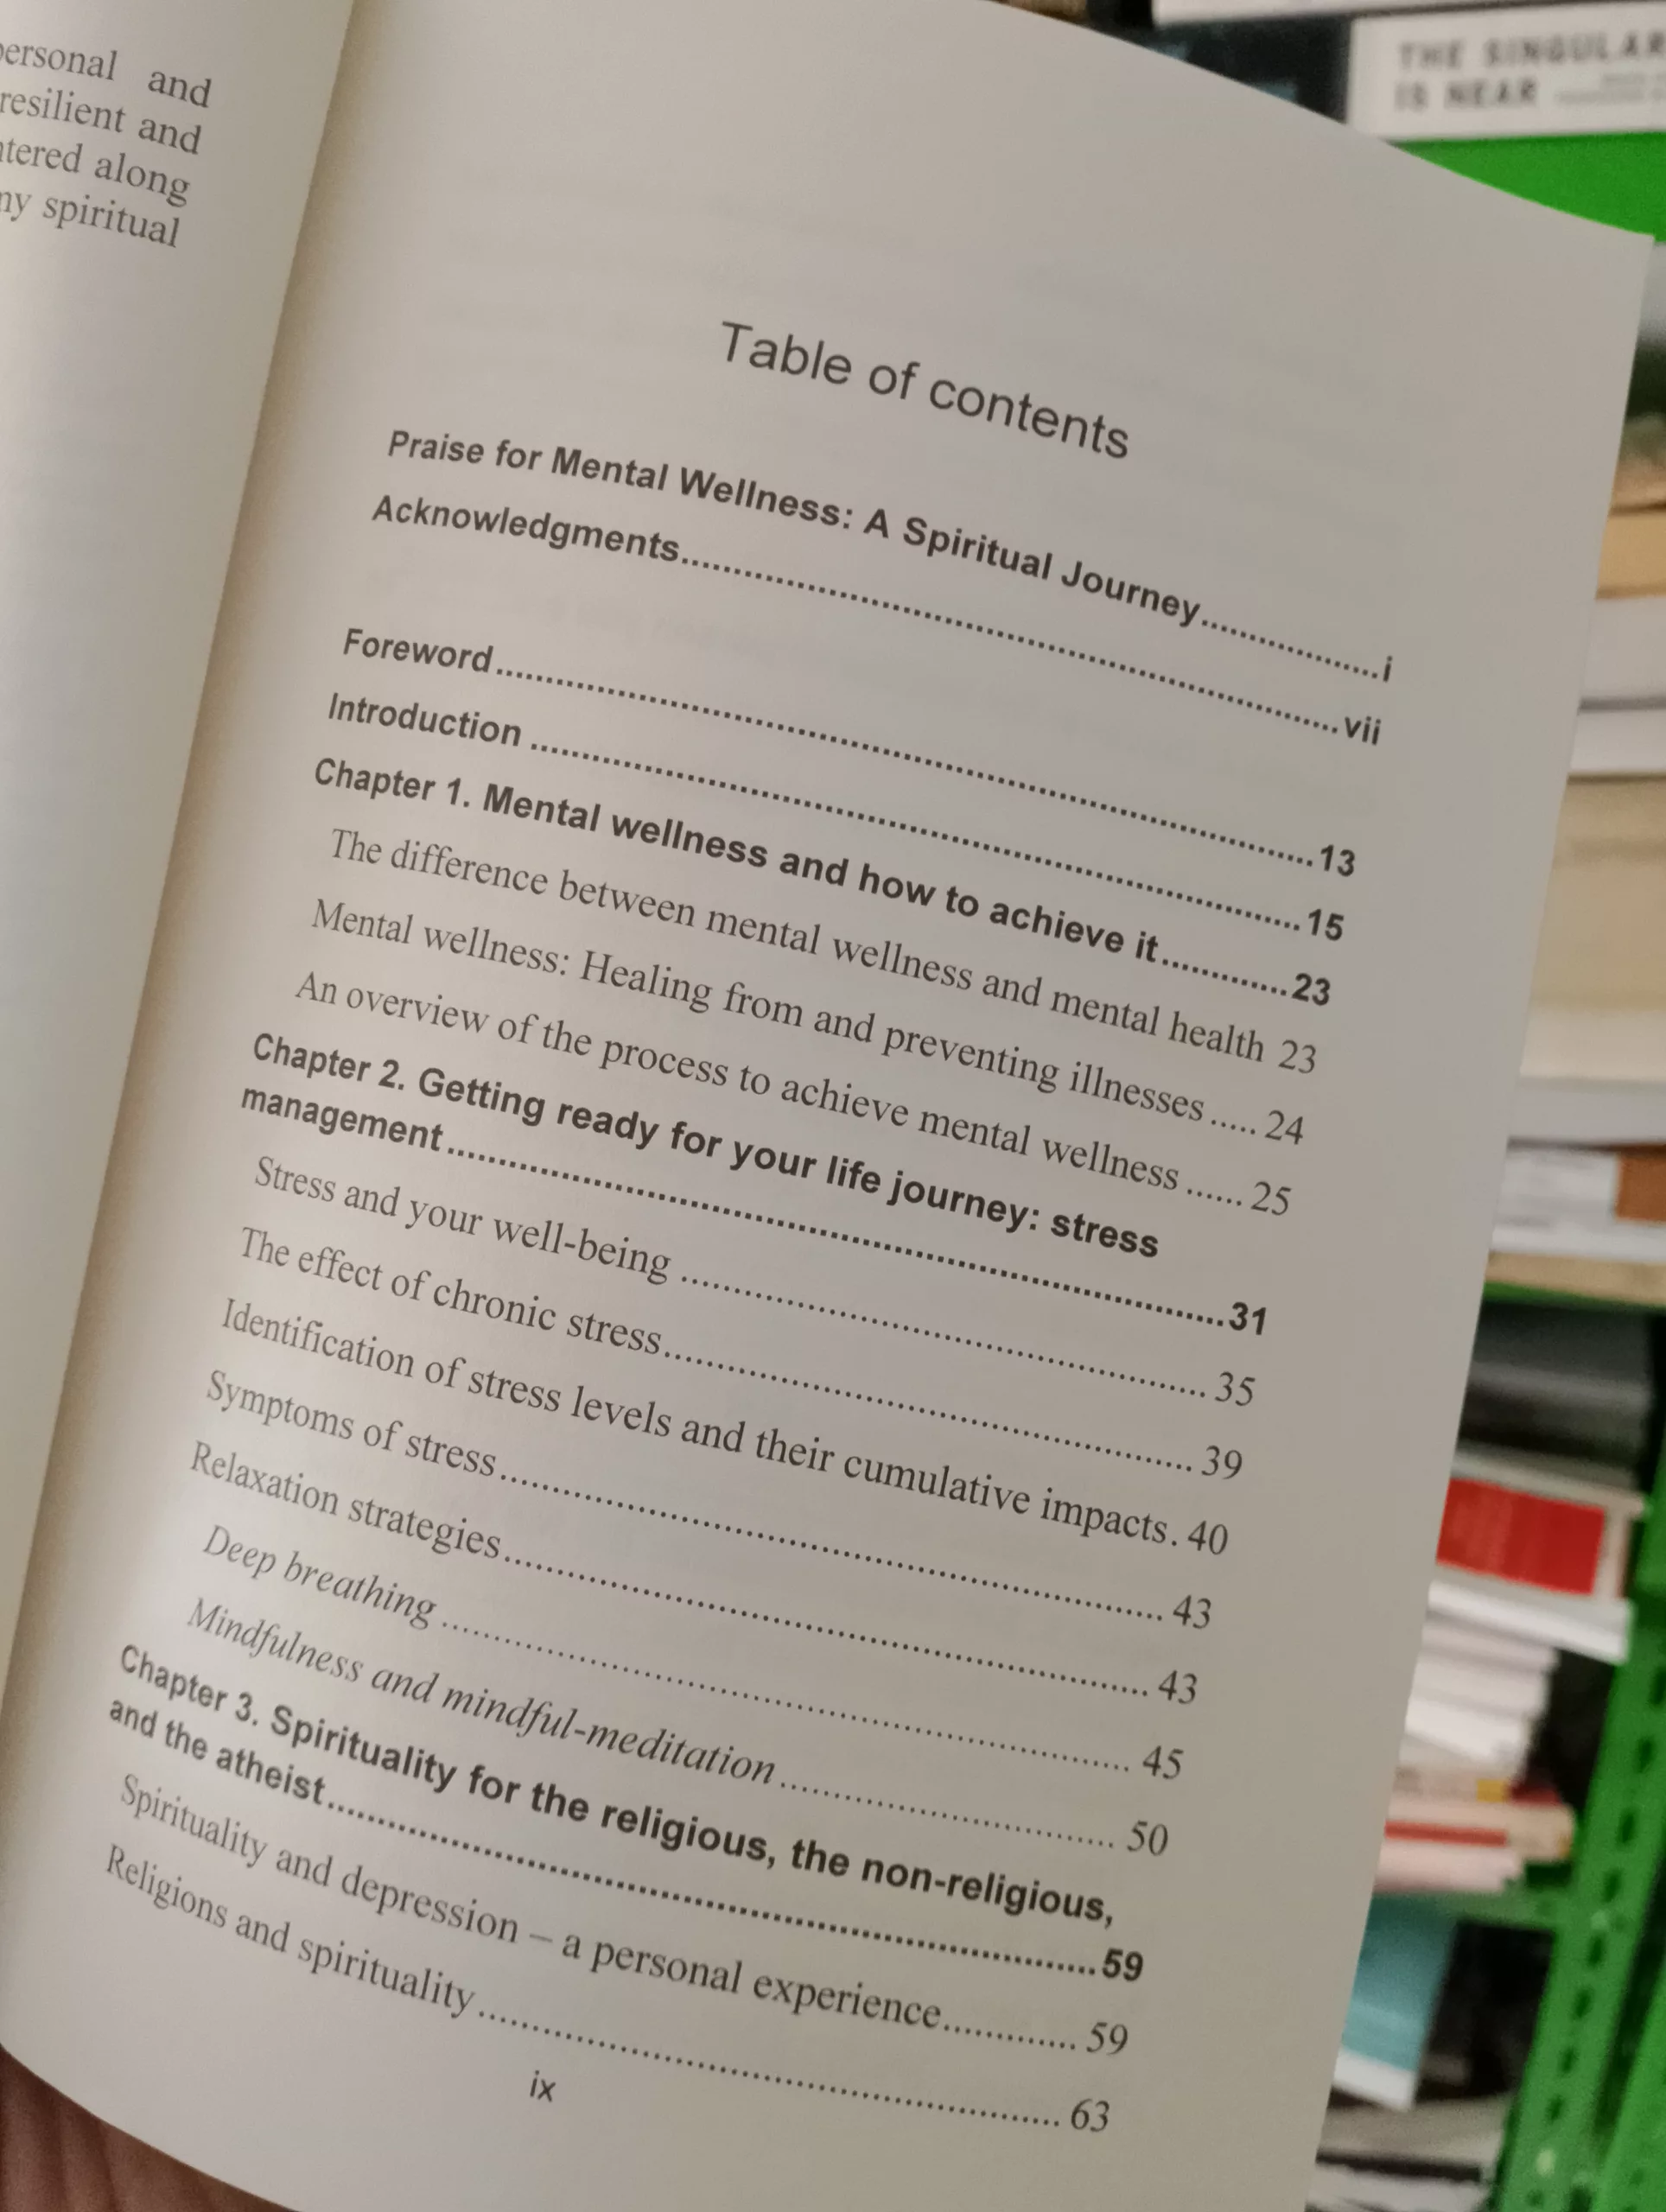 and
resilient and
along
spiritual
Table of contents
Praise for Mental Wellness: A Spiritual Journey.................i
Acknowledgments..............................................................vii
Foreword..............................................................................13
Introduction .........................................................................15
Chapter 1. Mental wellness and how to achieve it............23
The difference between mental wellness and mental health 23
Mental wellness: Healing from and preventing illnesses ..... 24
An overview of the process to achieve mental wellness ...... 25
Chapter 2. Getting ready for your life journey: stress
management..........................................................................31
Stress and your well-being .................................................... 35
The effect of chronic stress.................................................... 39
Identification of stress levels and their cumulative impacts. 40
Symptoms of stress................................................................ 43
Relaxation strategies.............................................................. 43
Deep breathing .................................................................. 45
Mindfulness and mindful-meditation ................................. 50
Chapter 3. Spirituality for the religious, the non-religious,
and the atheist.......................................................................59
Spirituality and depression – a personal experience............. 59
Religions and spirituality....................................................... 63
ix
THE SINGULAR
IS NEAR